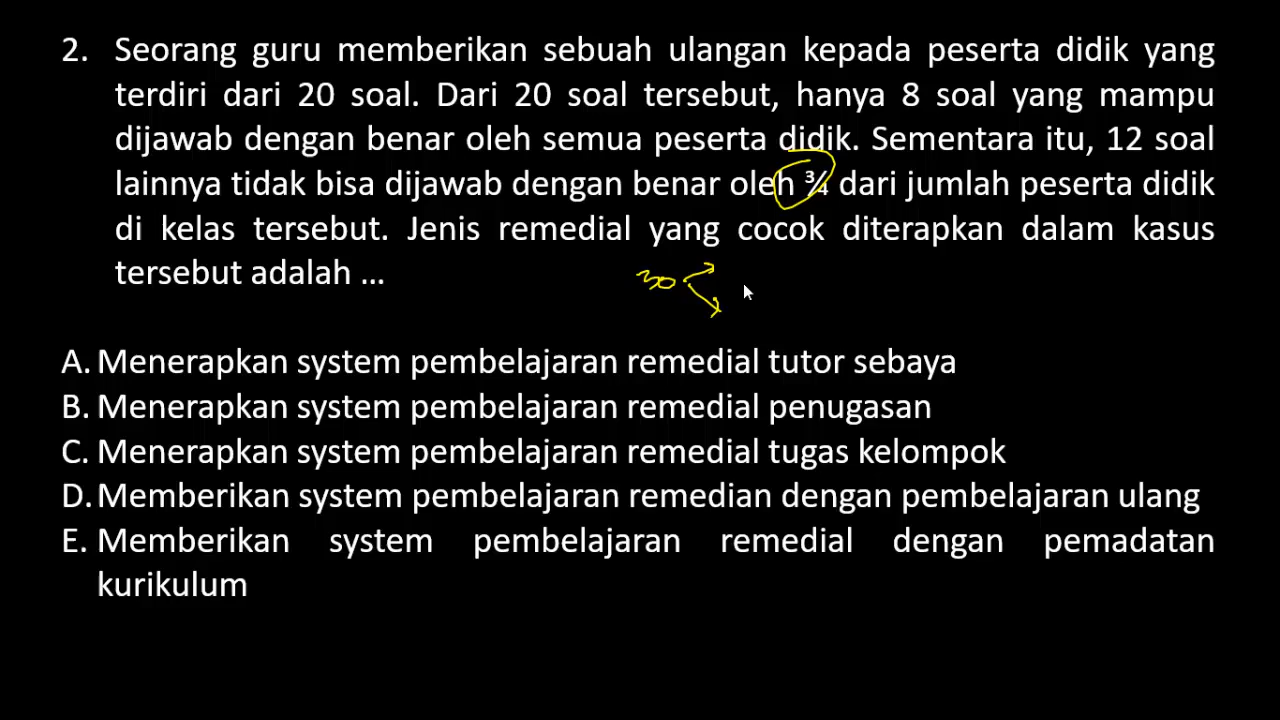 2. Seorang guru memberikan sebuah ulangan kepada peserta didik yang
terdiri dari 20 soal. Dari 20 soal tersebut, hanya 8 soal yang mampu
dijawab dengan benar oleh semua peserta didik. Sementara itu, 12 soal
lainnya tidak bisa dijawab dengan benar oleh ¾ dari jumlah peserta didik
di kelas tersebut. Jenis remedial yang cocok diterapkan dalam kasus
tersebut adalah ...
30
A. Menerapkan system pembelajaran remedial tutor sebaya
B. Menerapkan system pembelajaran remedial penugasan
C. Menerapkan system pembelajaran remedial tugas kelompok
D. Memberikan system pembelajaran remedian dengan pembelajaran ulang
E. Memberikan system pembelajaran remedial dengan pemadatan
kurikulum